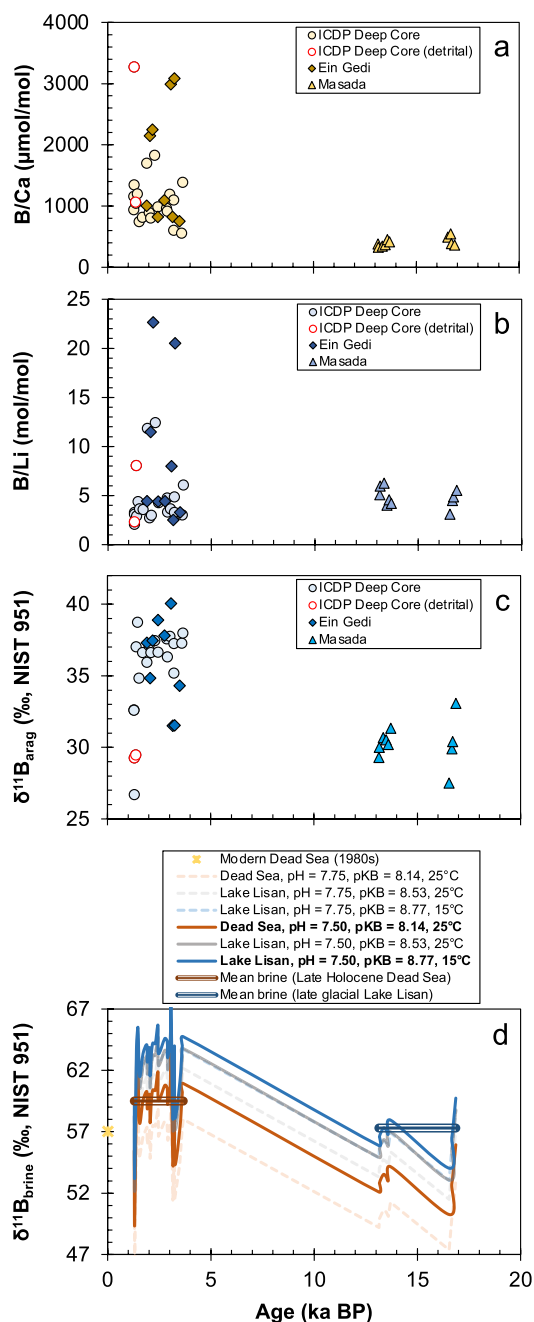 a
ICDP Deep Core
ICDP Deep Core (detrital)
Ein Gedi
Masada
B/Ca (µmol/mol)
4000
3000
2000
1000
0
b
ICDP Deep Core
ICDP Deep Core (detrital)
Ein Gedi
Masada
B/Li (mol/mol)
25
20
15
10
5
0
c
ICDP Deep Core
ICDP Deep Core (detrital)
Ein Gedi
Masada
δ¹¹B_arag (‰, NIST 951)
40
35
30
25
Modern Dead Sea (1980s)
Dead Sea, pH = 7.75, pKB = 8.14, 25°C
Lake Lisan, pH = 7.75, pKB = 8.53, 25°C
Lake Lisan, pH = 7.75, pKB = 8.77, 15°C
Dead Sea, pH = 7.50, pKB = 8.14, 25°C
Lake Lisan, pH = 7.50, pKB = 8.53, 25°C
Lake Lisan, pH = 7.50, pKB = 8.77, 15°C
Mean brine (Late Holocene Dead Sea)
Mean brine (late glacial Lake Lisan)
d
δ¹¹B_brine (‰, NIST 951)
67
62
57
52
47
0 5 10 15 20
Age (ka BP)